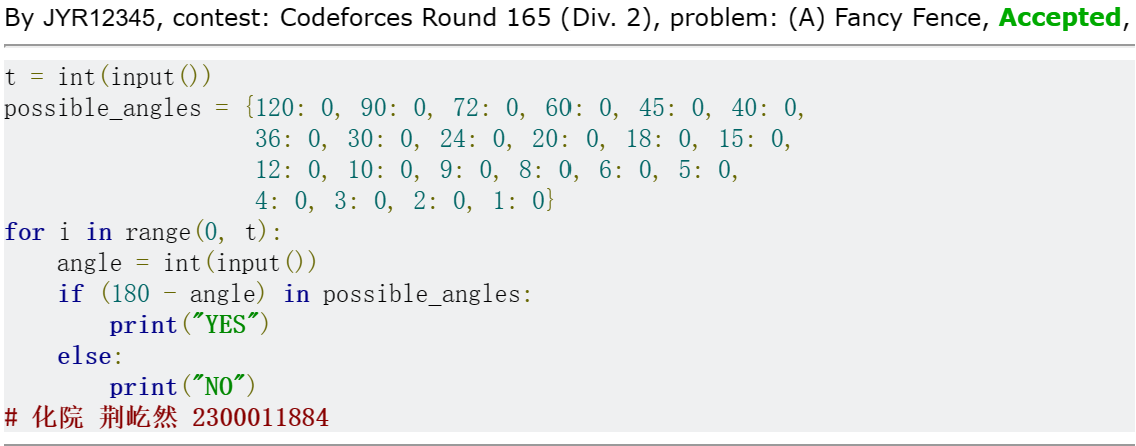 By JYR12345, contest: Codeforces Round 165 (Div. 2), problem: (A) Fancy Fence, Accepted,
t = int(input())
possible_angles = {120: 0, 90: 0, 72: 0, 60: 0, 45: 0, 40: 0,
                   36: 0, 30: 0, 24: 0, 20: 0, 18: 0, 15: 0,
                   12: 0, 10: 0, 9: 0, 8: 0, 6: 0, 5: 0,
                   4: 0, 3: 0, 2: 0, 1: 0}
for i in range(0, t):
    angle = int(input())
    if (180 - angle) in possible_angles:
        print("YES")
    else:
        print("NO")
# 化院 荆屹然 2300011884